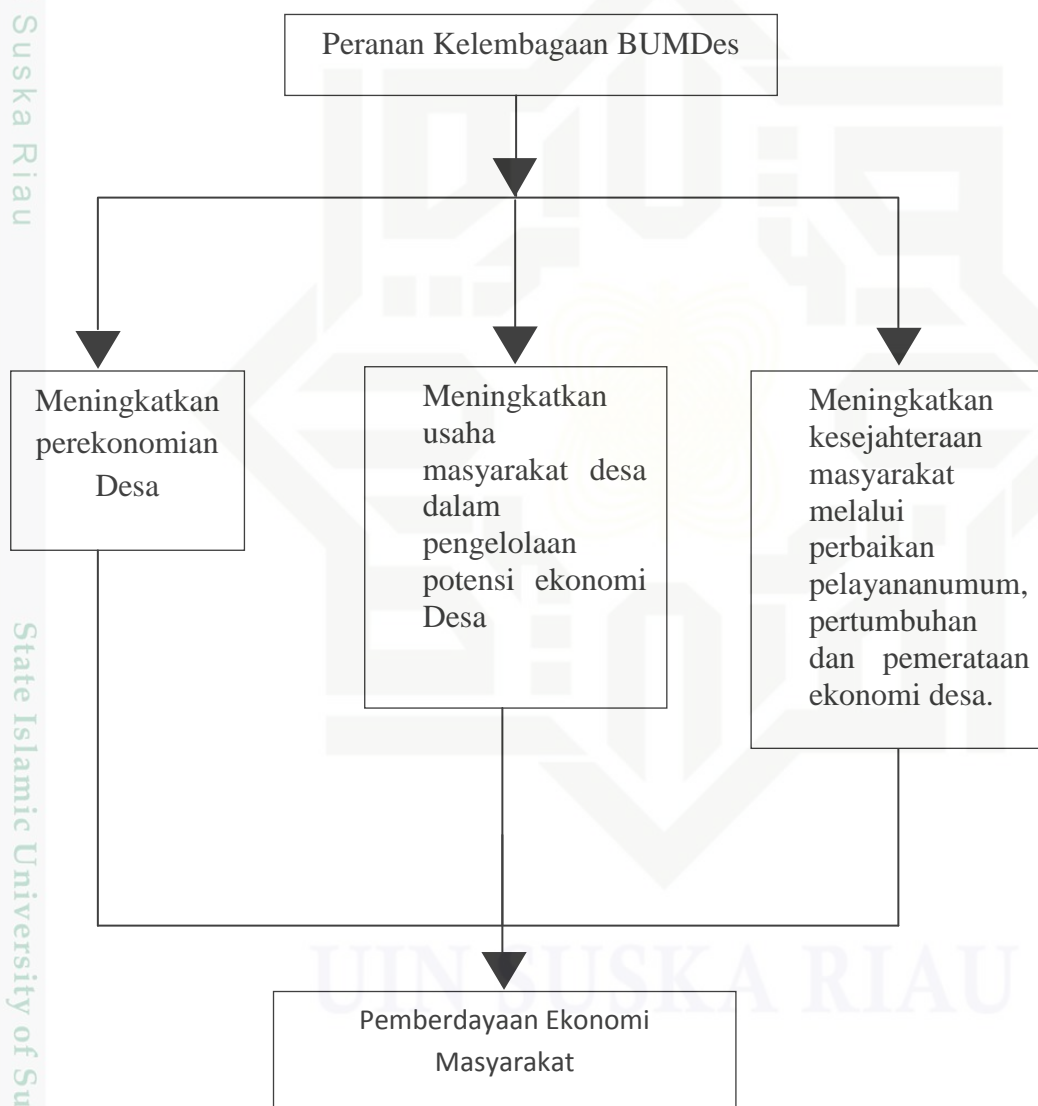 Suska Riau
Peranan Kelembagaan BUMDes
Meningkatkan
perekonomian
Desa
Meningkatkan
usaha
masyarakat desa
dalam
pengelolaan
potensi ekonomi
Desa
Meningkatkan
kesejahteraan
masyarakat
melalui
perbaikan
pelayananumum,
pertumbuhan
dan pemerataan
ekonomi desa.
State Islamic University of
UIN SUSKA RIAU
Pemberdayaan Ekonomi
Masyarakat